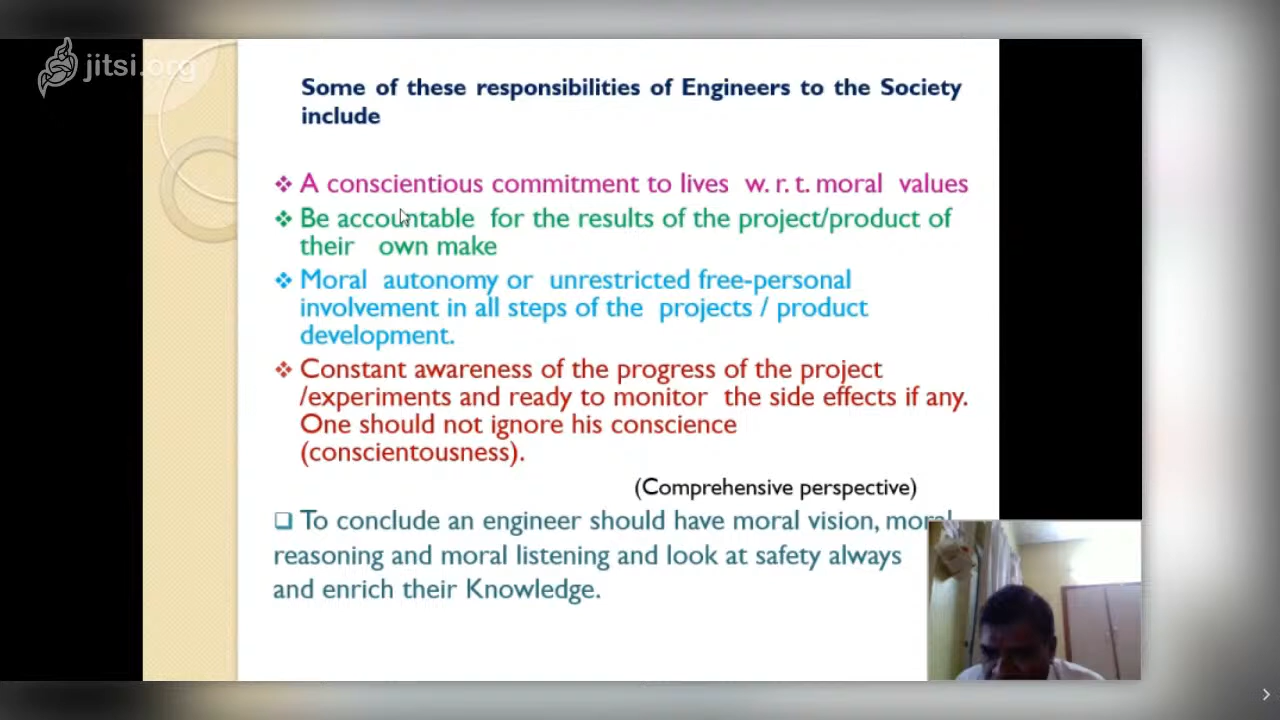 jitsi.org
Some of these responsibilities of Engineers to the Society
include
❖ A conscientious commitment to lives w. r. t. moral values
❖ Be accountable for the results of the project/product of
their own make
❖ Moral autonomy or unrestricted free-personal
involvement in all steps of the projects / product
development.
❖ Constant awareness of the progress of the project
/experiments and ready to monitor the side effects if any.
One should not ignore his conscience
(conscientousness).
(Comprehensive perspective)
❑ To conclude an engineer should have moral vision, moral
reasoning and moral listening and look at safety always
and enrich their Knowledge.